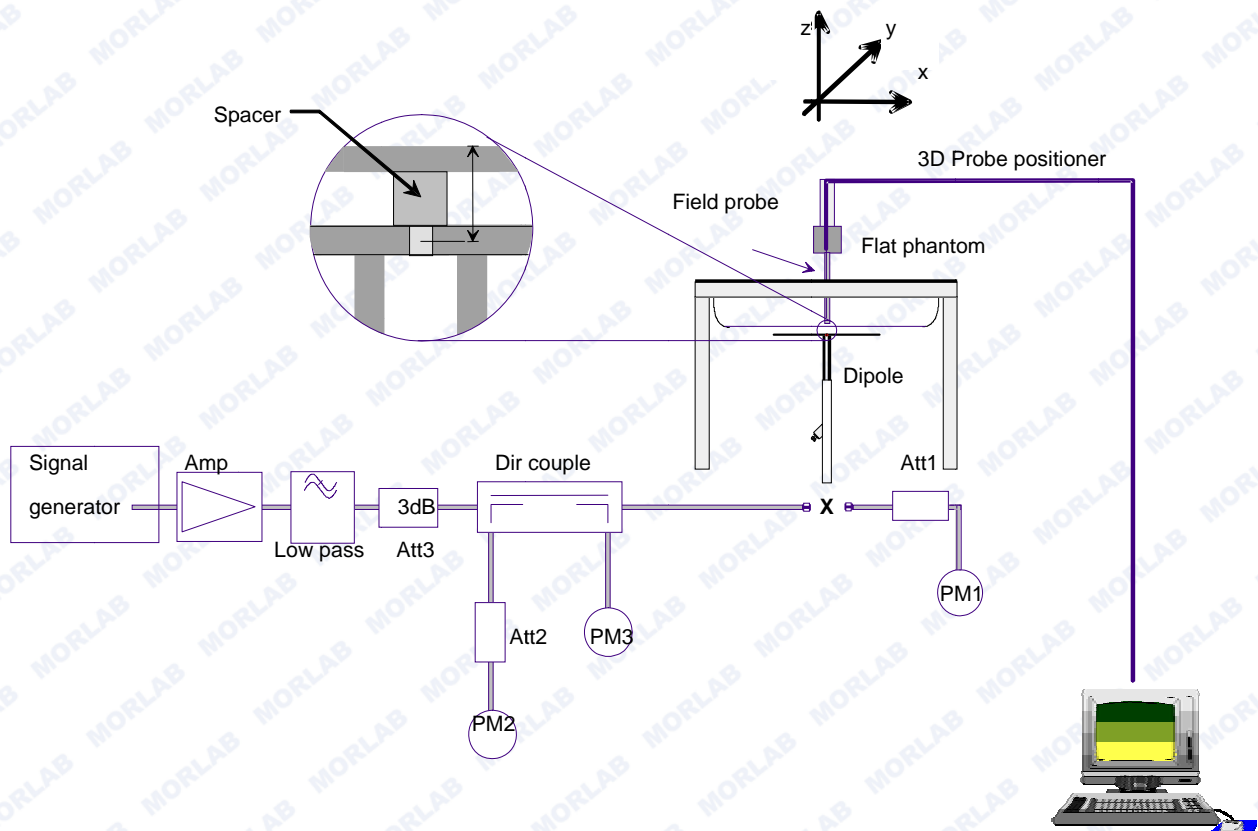 z
y
x
Spacer
3D Probe positioner
Field probe
Flat phantom
Dipole
Signal
generator
Amp
Low pass
3dB
Att3
Dir couple
Att1
X
PM1
Att2
PM3
PM2
MORLAB